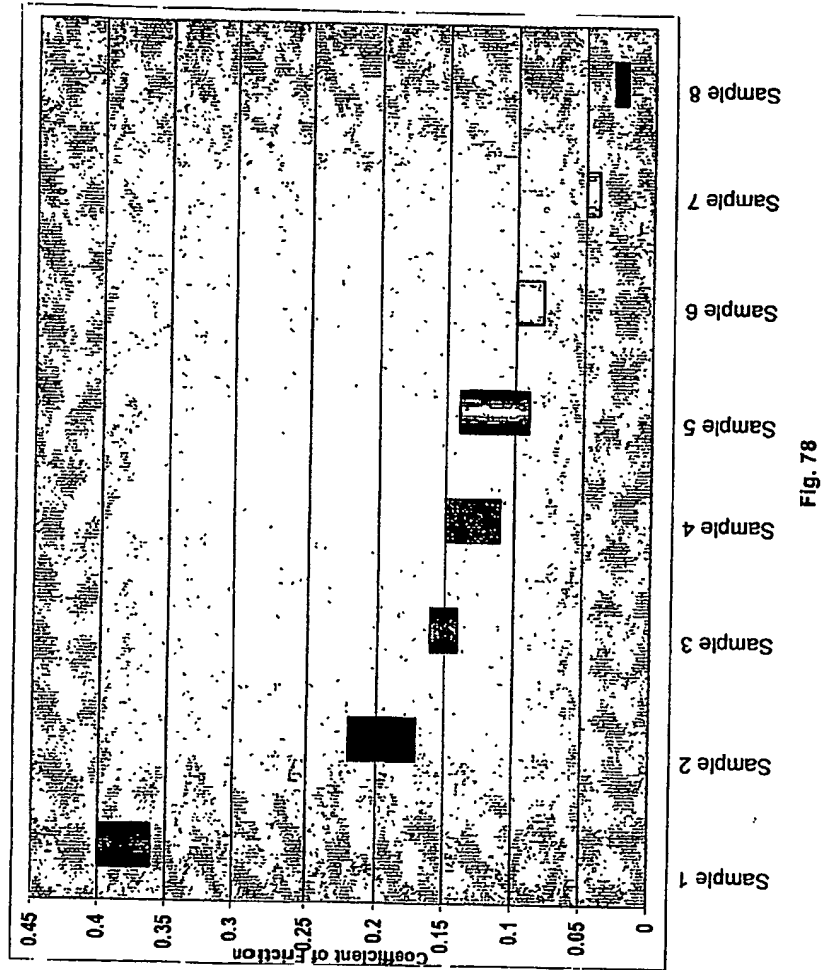 Coefficient of Friction
0.45
0.4
0.35
0.3
0.25
0.2
0.15
0.1
0.05
0
Sample 1
Sample 2
Sample 3
Sample 4
Sample 5
Sample 6
Sample 7
Sample 8
Fig. 78